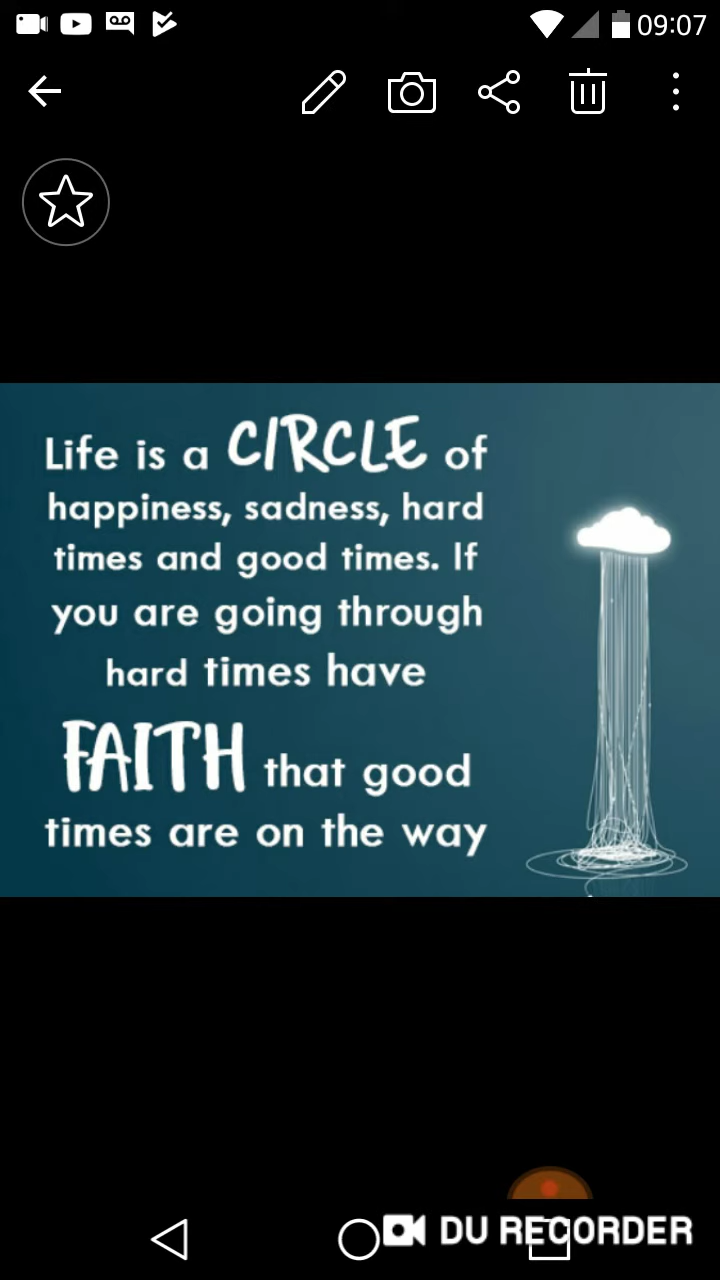 09:07
Life is a CIRCLE of
happiness, sadness, hard
times and good times. If
you are going through
hard times have
FAITH that good
times are on the way
DU RECORDER